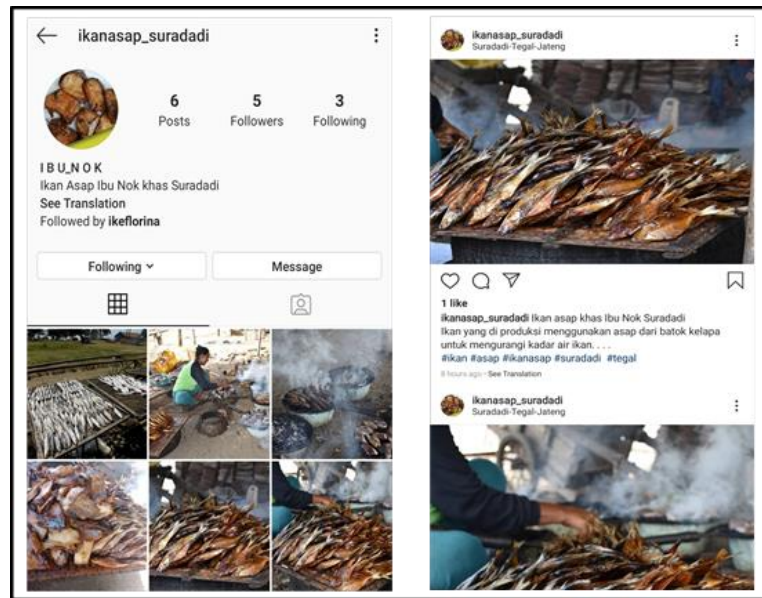 ikanasap_suradadi
6
Posts
5
Followers
3
Following
I B U_N O K
Ikan Asap Ibu Nok khas Suradadi
See Translation
Followed by ikeflorina
Following
Message
ikanasap_suradadi
Suradadi-Tegal-Jateng
1 like
ikanasap_suradadi Ikan asap khas Ibu Nok Suradadi
Ikan yang di produksi menggunakan asap dari batok kelapa
untuk mengurangi kadar air ikan. . . .
#ikan #asap #ikanasap #suradadi #tegal
8 hours ago · See Translation
ikanasap_suradadi
Suradadi-Tegal-Jateng